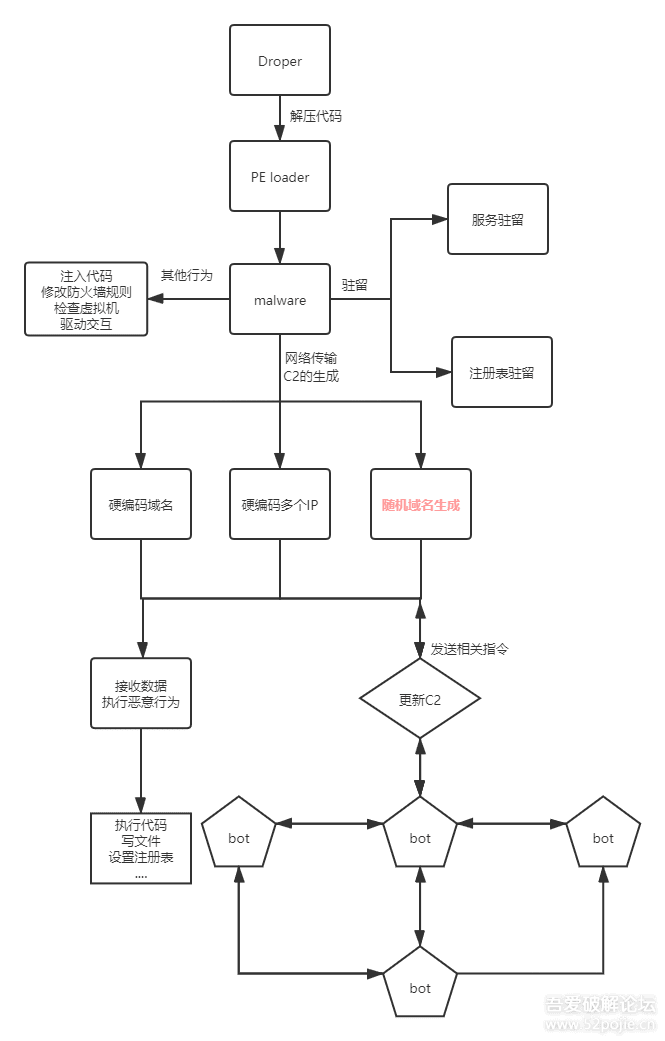 Droper
解压代码
PE loader
服务驻留
其他行为
注入代码
修改防火墙规则
检查虚拟机
驱动交互
malware
驻留
注册表驻留
网络传输
C2的生成
硬编码域名
硬编码多个IP
随机域名生成
发送相关指令
接收数据
执行恶意行为
更新C2
执行代码
写文件
设置注册表
....
bot
bot
bot
bot
吾爱破解论坛
www.52pojie.cn